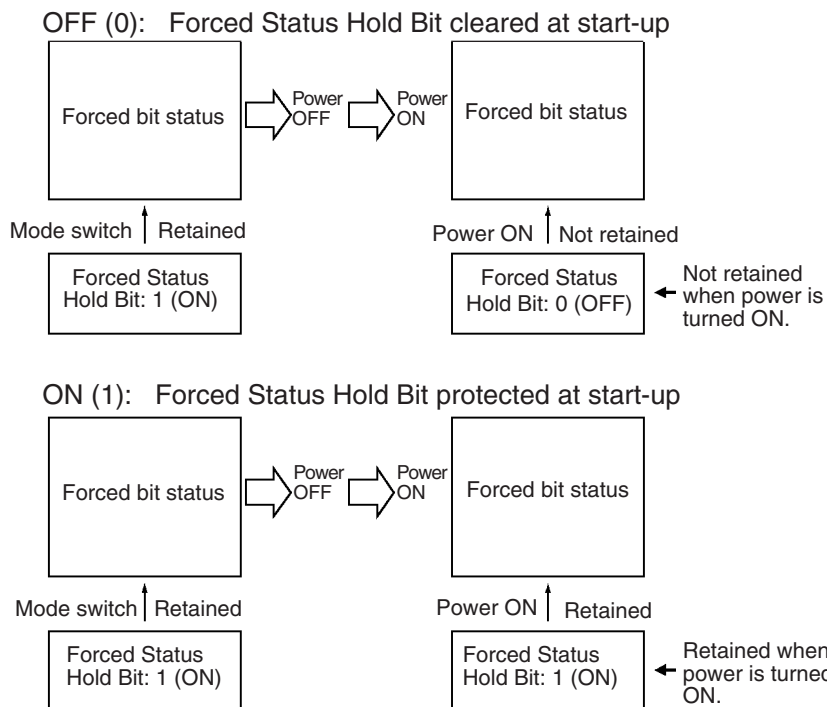 OFF (0): Forced Status Hold Bit cleared at start-up
Forced bit status
Power
OFF
Power
ON
Forced bit status
Mode switch
Retained
Power ON
Not retained
Forced Status
Hold Bit: 1 (ON)
Forced Status
Hold Bit: 0 (OFF)
Not retained
when power is
turned ON.
ON (1): Forced Status Hold Bit protected at start-up
Forced bit status
Power
OFF
Power
ON
Forced bit status
Mode switch
Retained
Power ON
Retained
Forced Status
Hold Bit: 1 (ON)
Forced Status
Hold Bit: 1 (ON)
Retained when
power is turned
ON.